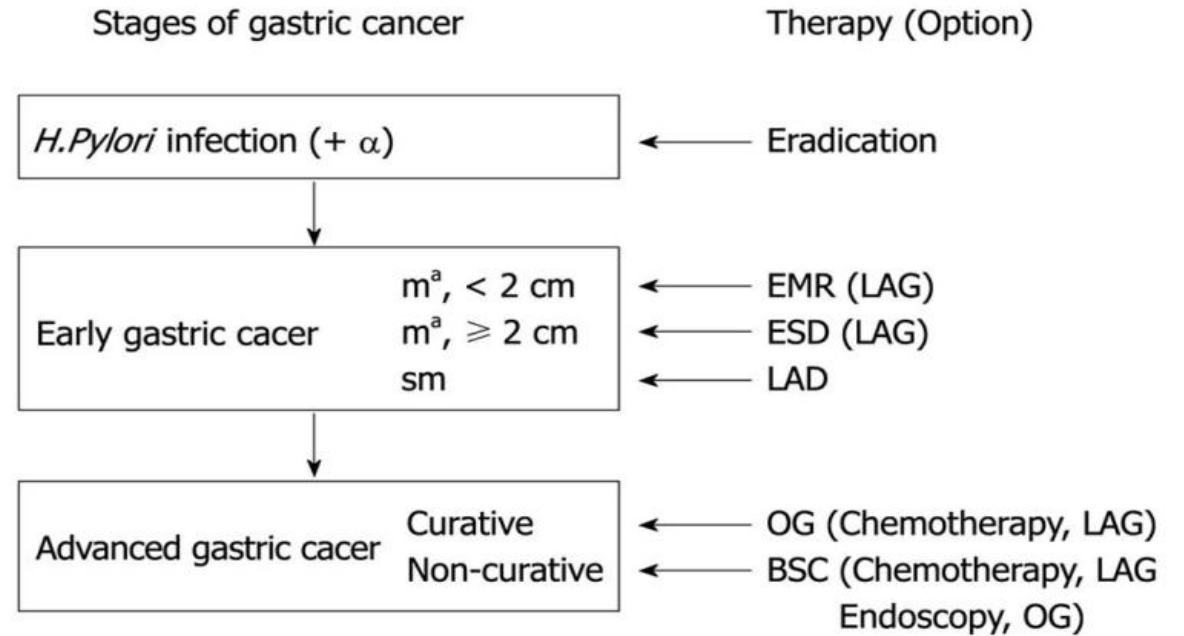 Stages of gastric cancer Therapy (Option)
H.Pylori infection (+ α) Eradication
mª, < 2 cm EMR (LAG)
Early gastric cacer mª, ⩾ 2 cm ESD (LAG)
sm LAD
Curative OG (Chemotherapy, LAG)
Advanced gastric cacer
Non-curative BSC (Chemotherapy, LAG
Endoscopy, OG)